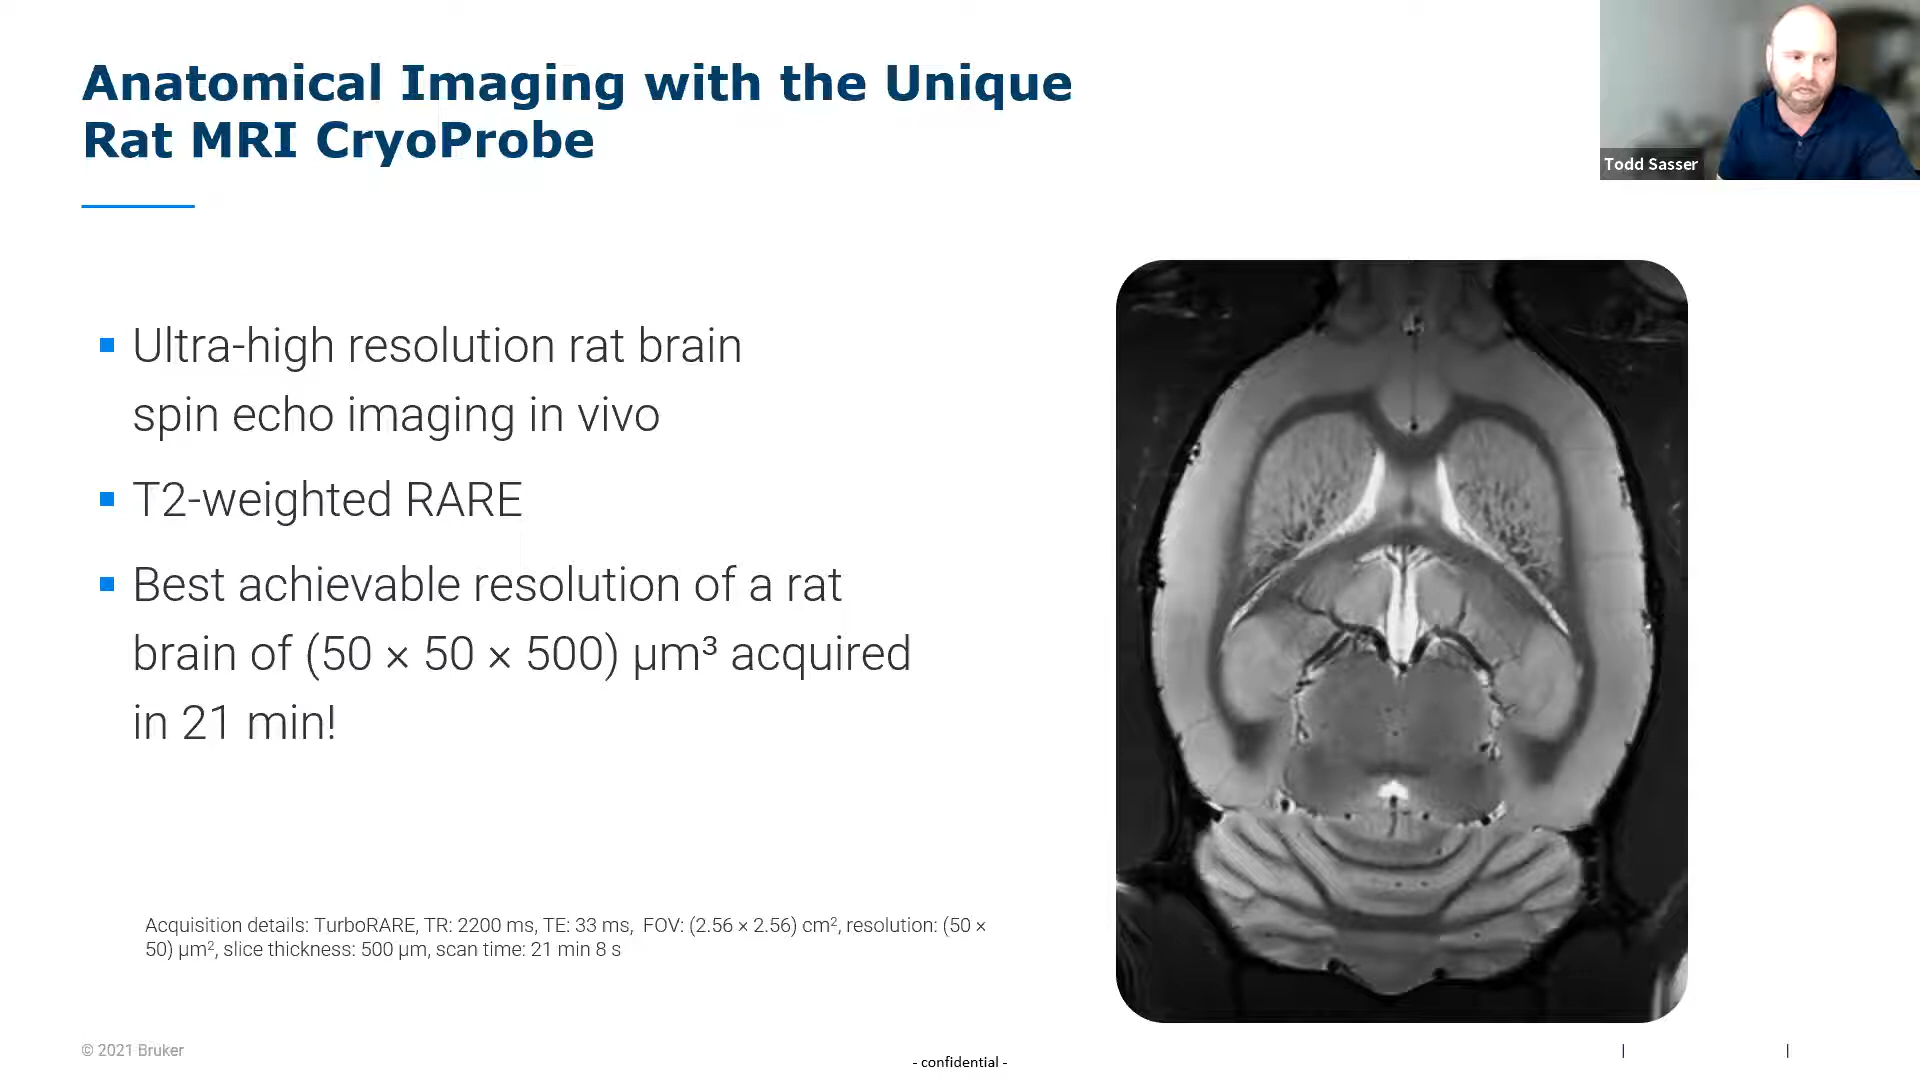 Anatomical Imaging with the Unique
Rat MRI CryoProbe
Todd Sasser
▪ Ultra-high resolution rat brain
spin echo imaging in vivo
▪ T2-weighted RARE
▪ Best achievable resolution of a rat
brain of (50 × 50 × 500) µm³ acquired
in 21 min!
Acquisition details: TurboRARE, TR: 2200 ms, TE: 33 ms, FOV: (2.56 × 2.56) cm², resolution: (50 ×
50) µm², slice thickness: 500 µm, scan time: 21 min 8 s
© 2021 Bruker
- confidential -